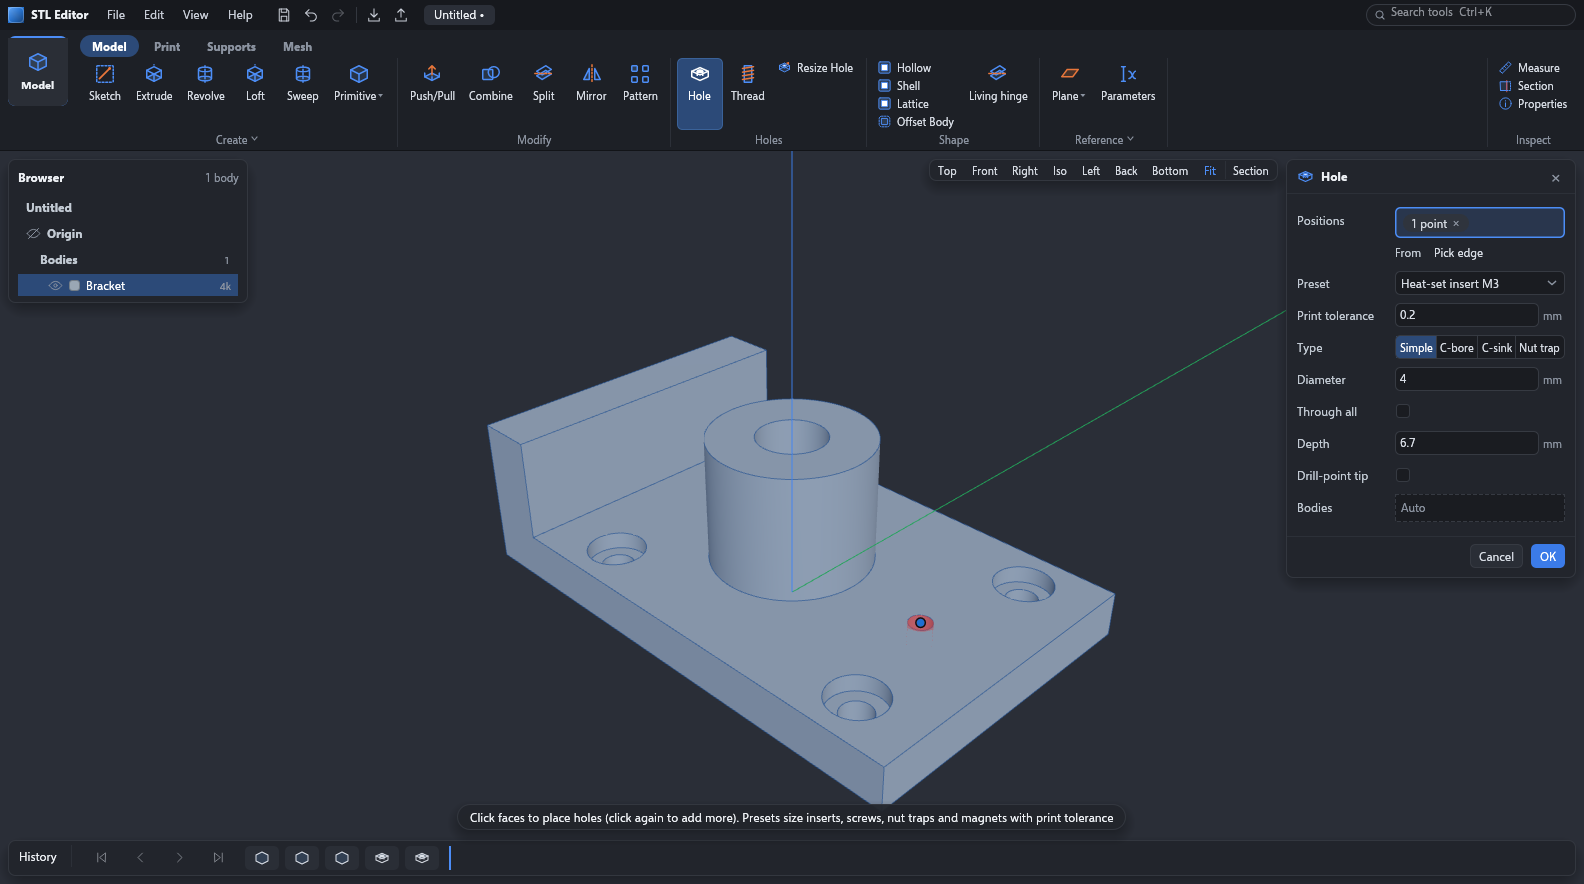 STL Editor File Edit View Help Untitled • Search tools Ctrl+K
Model
Model Print Supports Mesh
Sketch Extrude Revolve Loft Sweep Primitive
Create
Push/Pull Combine Split Mirror Pattern
Modify
Hole Thread Resize Hole
Holes
Hollow
Shell
Lattice
Offset Body
Living hinge
Shape
Plane Parameters
Reference
Measure
Section
Properties
Inspect
Browser 1 body
Untitled
Origin
Bodies 1
Bracket 4k
Top Front Right Iso Left Back Bottom Fit Section
Hole ×
Positions 1 point ×
From Pick edge
Preset Heat-set insert M3
Print tolerance 0.2 mm
Type Simple C-bore C-sink Nut trap
Diameter 4 mm
Through all
Depth 6.7 mm
Drill-point tip
Bodies Auto
Cancel OK
Click faces to place holes (click again to add more). Presets size inserts, screws, nut traps and magnets with print tolerance
History